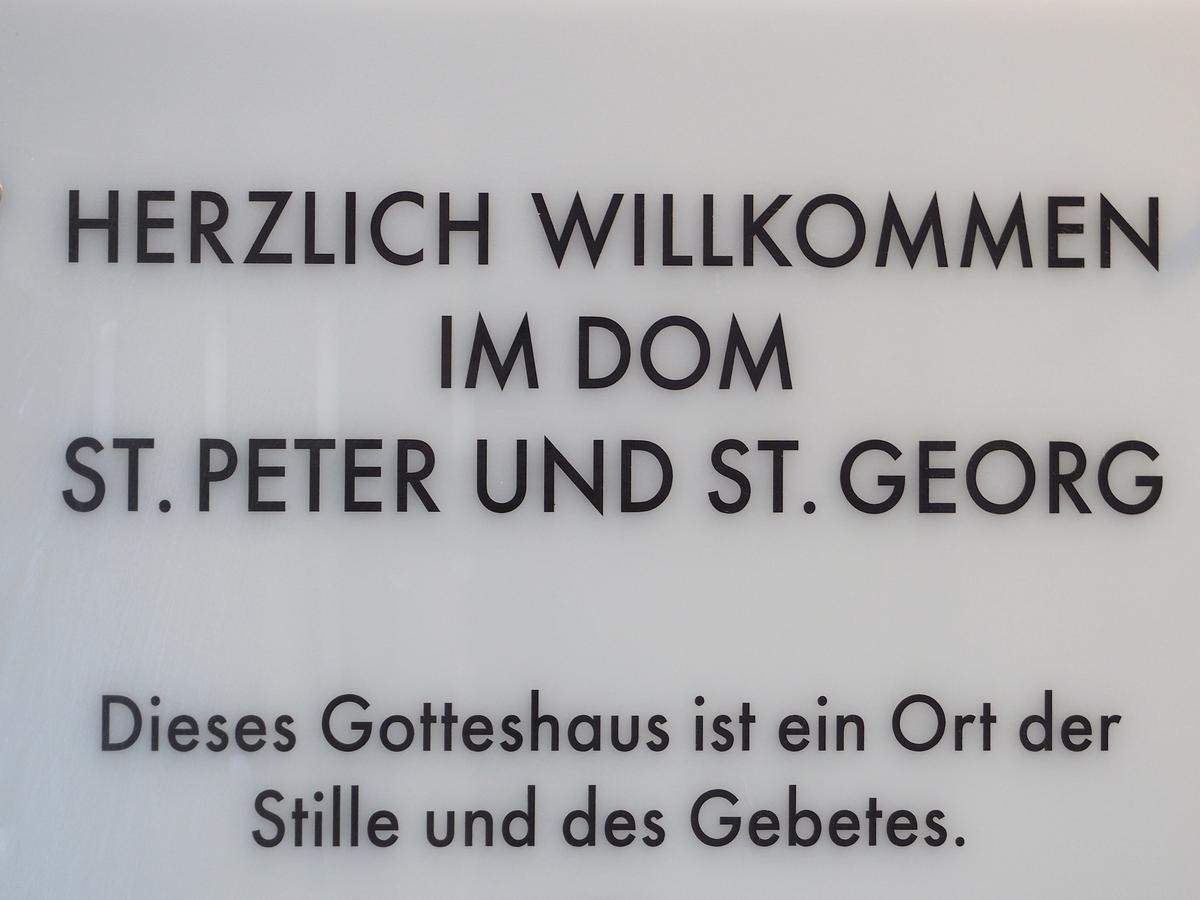 HERZLICH WILLKOMMEN
IM DOM
ST. PETER UND ST. GEORG
Dieses Gotteshaus ist ein Ort der
Stille und des Gebetes.